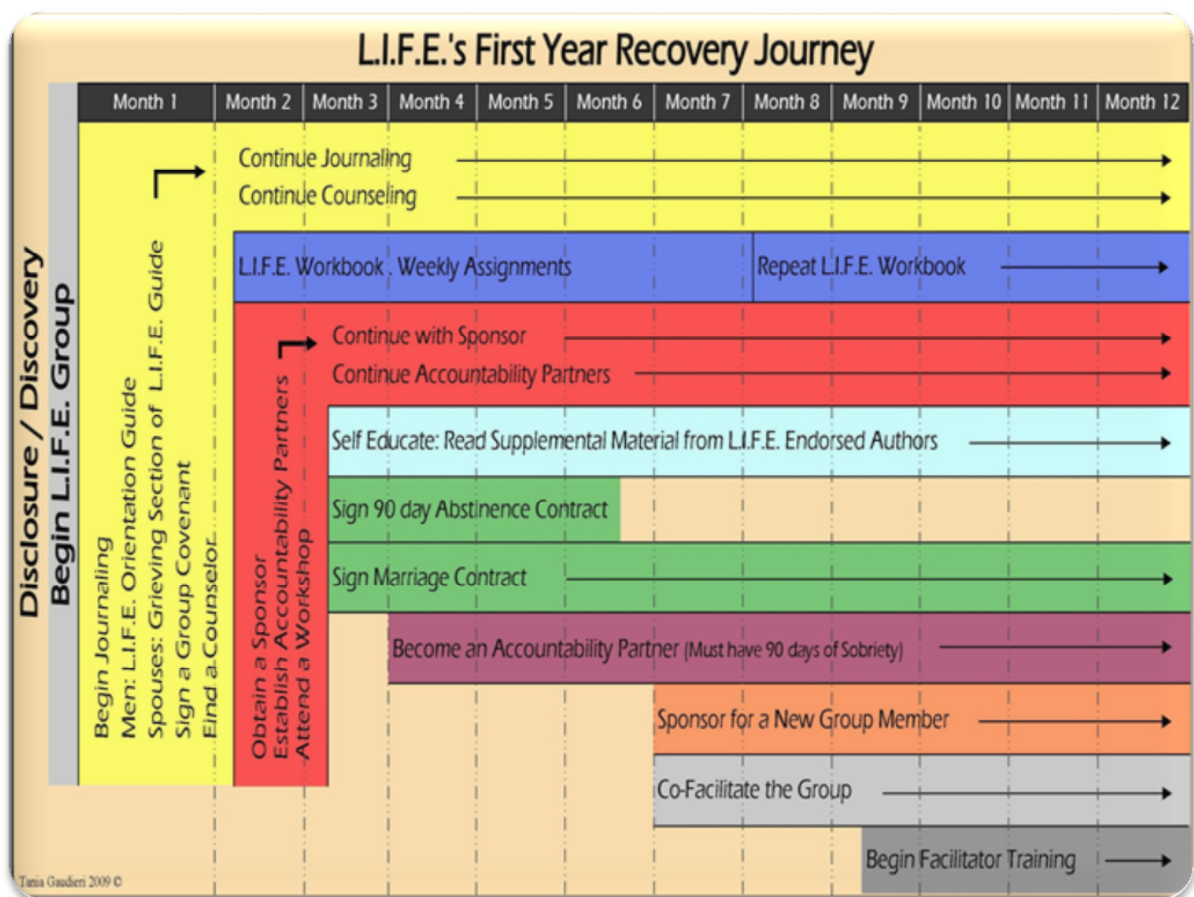 L.I.F.E.'s First Year Recovery Journey
Month 1
Month 2
Month 3
Month 4
Month 5
Month 6
Month 7
Month 8
Month 9
Month 10
Month 11
Month 12
Disclosure / Discovery
Begin L.I.F.E. Group
Begin Journaling
Men: L.I.F.E. Orientation Guide
Spouses: Grieving Section of L.I.F.E. Guide
Sign a Group Covenant
Find a Counselor
Continue Journaling
Continue Counseling
L.I.F.E. Workbook . Weekly Assignments
Repeat L.I.F.E. Workbook
Obtain a Sponsor
Establish Accountability Partners
Attend a Workshop
Continue with Sponsor
Continue Accountability Partners
Self Educate: Read Supplemental Material from L.I.F.E. Endorsed Authors
Sign 90 day Abstinence Contract
Sign Marriage Contract
Become an Accountability Partner (Must have 90 days of Sobriety)
Sponsor for a New Group Member
Co-Facilitate the Group
Begin Facilitator Training
Tania Gaudieri 2009 ©